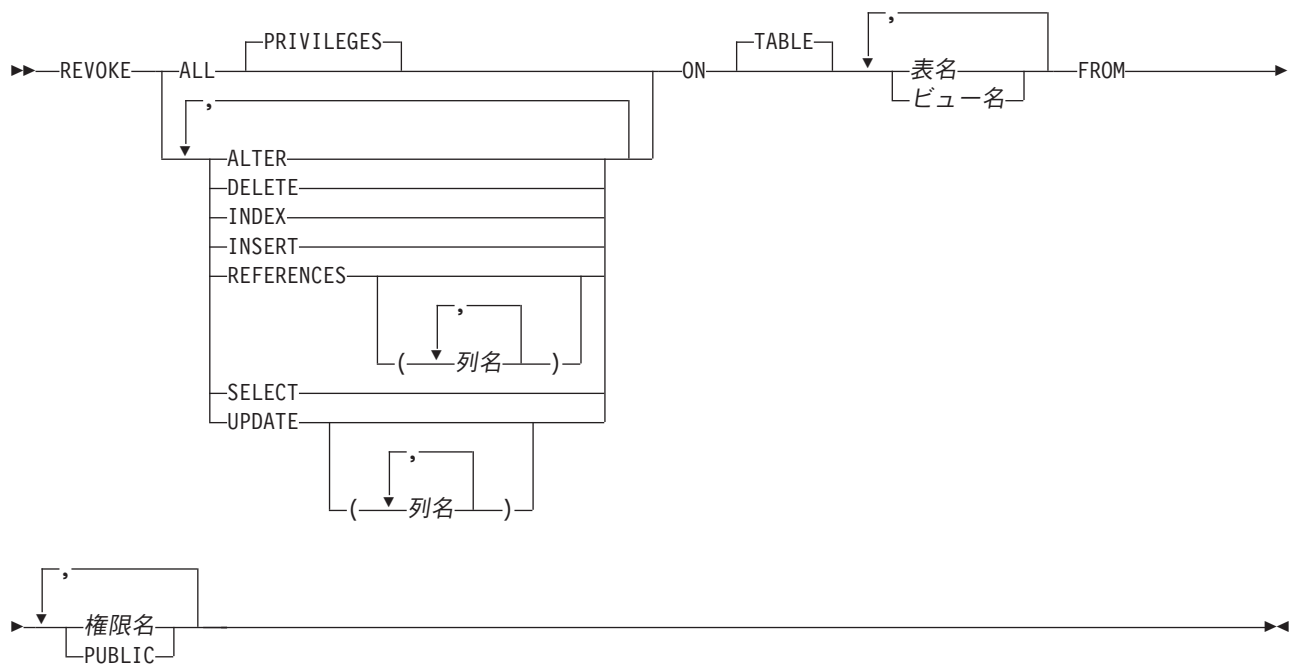 PRIVILEGES TABLE ,
REVOKE ALL ON 表名 FROM
ビュー名
,
ALTER
DELETE
INDEX
INSERT
REFERENCES
,
( 列名 )
SELECT
UPDATE
,
( 列名 )
,
権限名
PUBLIC